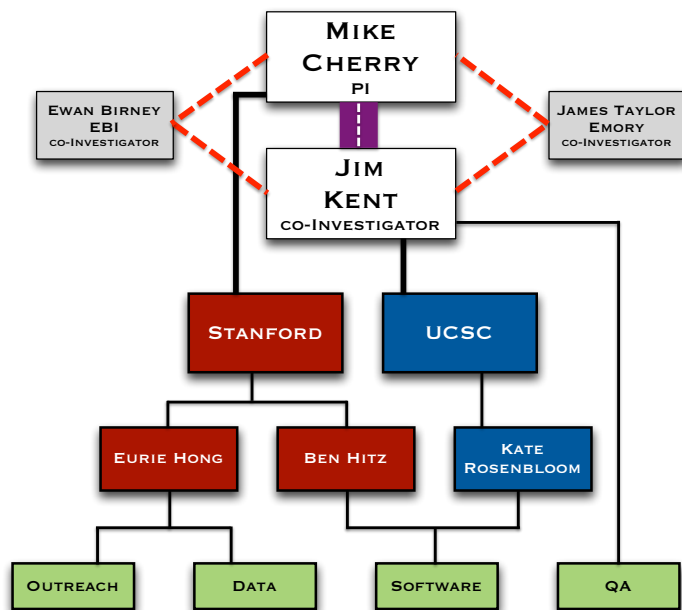 Mike
Cherry
PI
Ewan Birney
EBI
co-Investigator
James Taylor
Emory
co-Investigator
Jim
Kent
co-Investigator
Stanford
UCSC
Eurie Hong
Ben Hitz
Kate
Rosenbloom
Outreach
Data
Software
QA